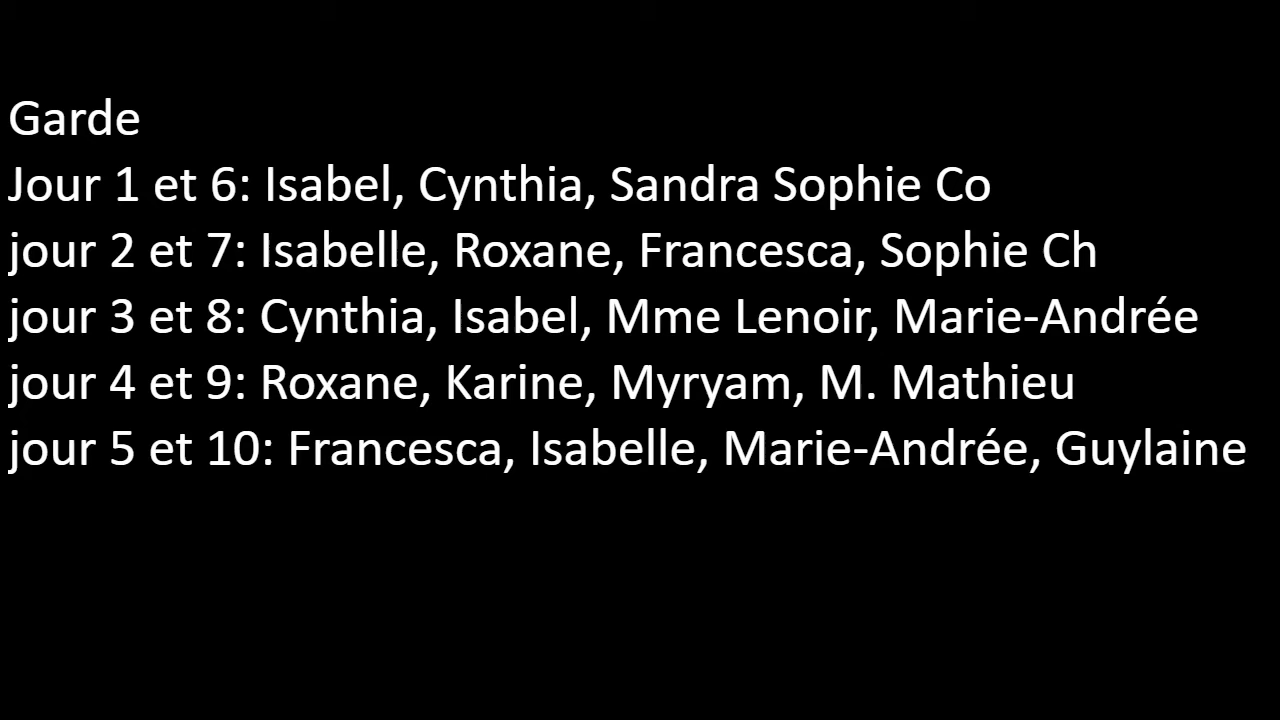 Garde
Jour 1 et 6: Isabel, Cynthia, Sandra Sophie Co
jour 2 et 7: Isabelle, Roxane, Francesca, Sophie Ch
jour 3 et 8: Cynthia, Isabel, Mme Lenoir, Marie-Andrée
jour 4 et 9: Roxane, Karine, Myryam, M. Mathieu
jour 5 et 10: Francesca, Isabelle, Marie-Andrée, Guylaine